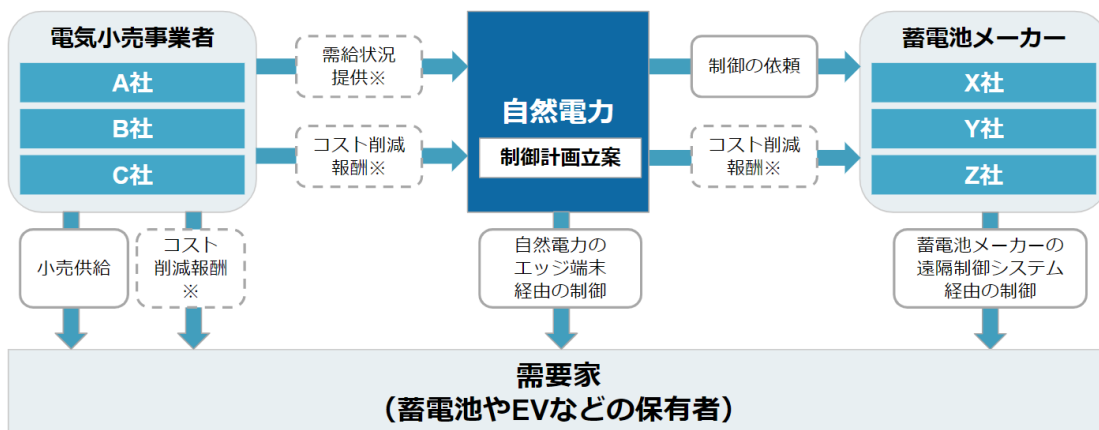 電気小売事業者
A社
B社
C社
需給状況
提供※
コスト削減
報酬※
自然電力
制御計画立案
制御の依頼
コスト削減
報酬※
蓄電池メーカー
X社
Y社
Z社
小売供給
コスト
削減報酬
※
自然電力の
エッジ端末
経由の制御
蓄電池メーカーの
遠隔制御システム
経由の制御
需要家
（蓄電池やEVなどの保有者）